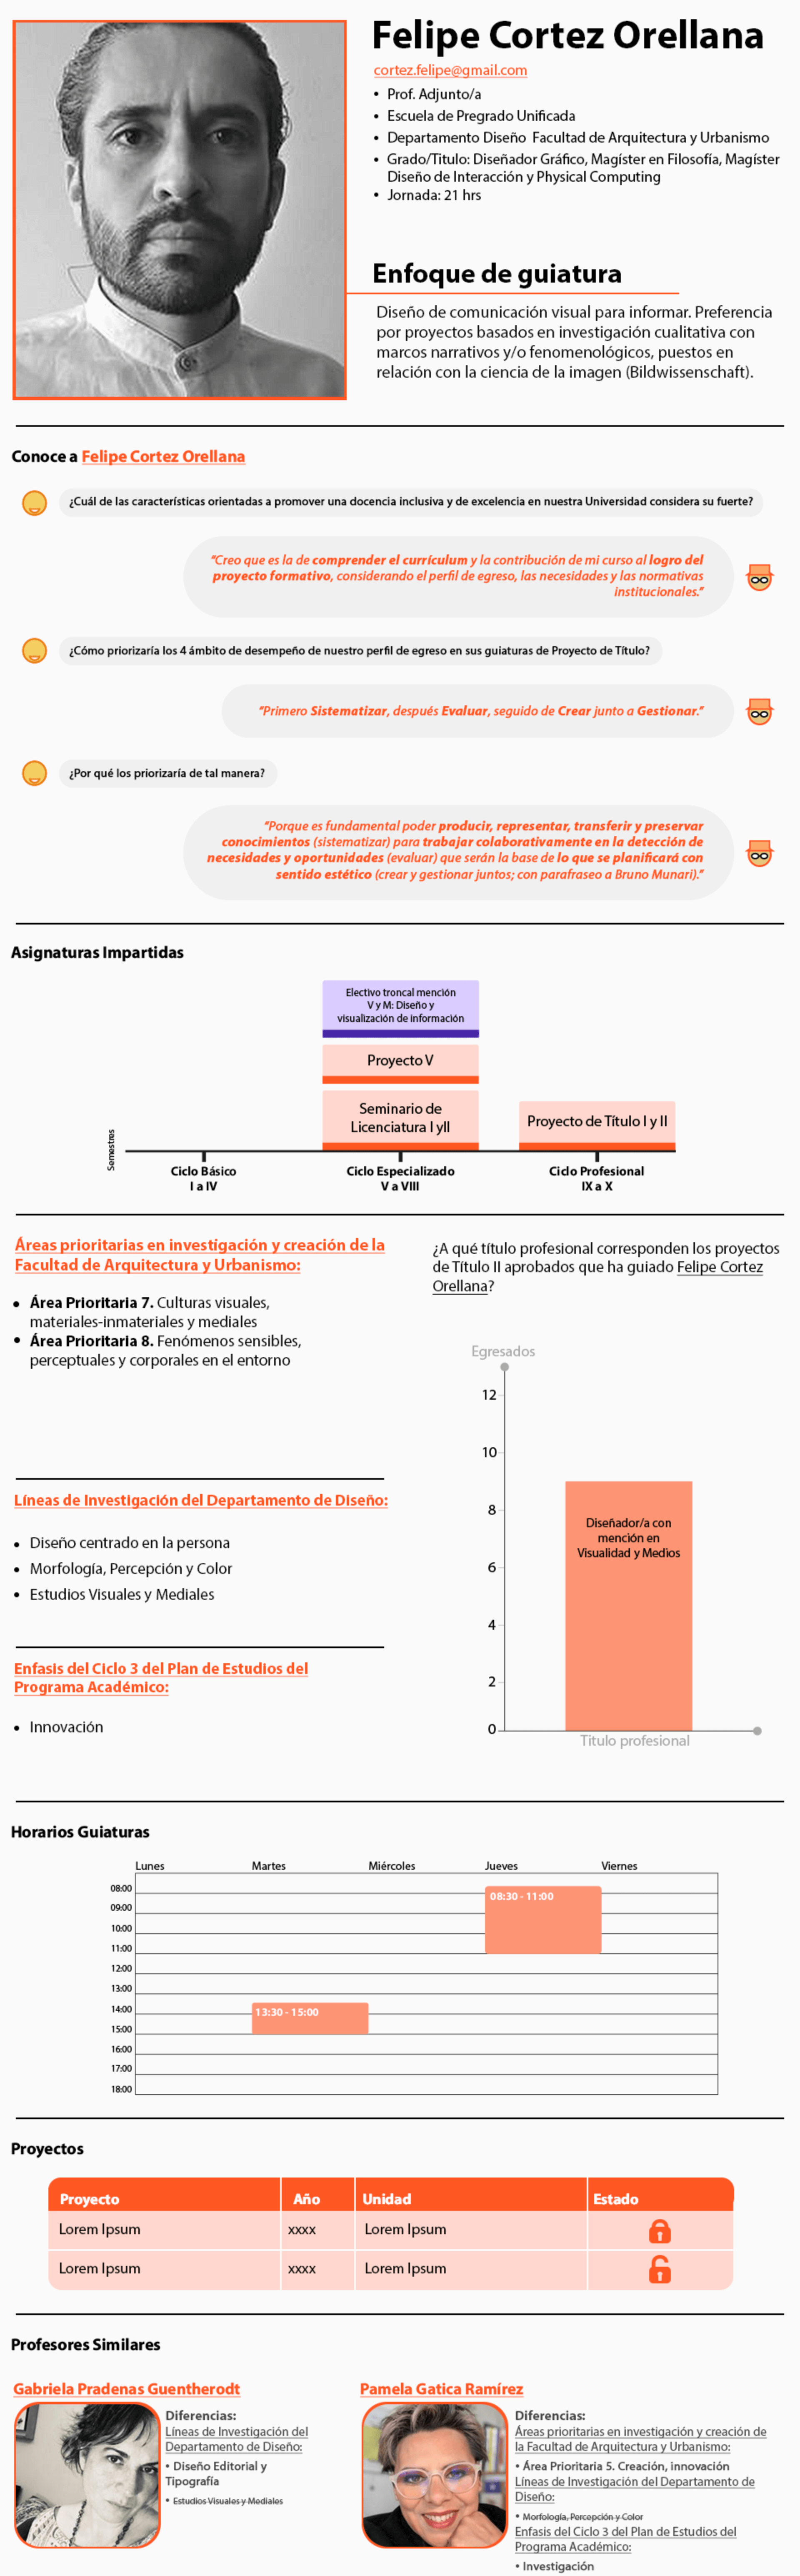 Felipe Cortez Orellana
cortez.felipe@gmail.com
• Prof. Adjunto/a
• Escuela de Pregrado Unificada
• Departamento Diseño Facultad de Arquitectura y Urbanismo
• Grado/Titulo: Diseñador Gráfico, Magíster en Filosofía, Magíster
Diseño de Interacción y Physical Computing
• Jornada: 21 hrs
Enfoque de guiatura
Diseño de comunicación visual para informar. Preferencia
por proyectos basados en investigación cualitativa con
marcos narrativos y/o fenomenológicos, puestos en
relación con la ciencia de la imagen (Bildwissenschaft).
Conoce a Felipe Cortez Orellana
¿Cuál de las características orientadas a promover una docencia inclusiva y de excelencia en nuestra Universidad considera su fuerte?
“Creo que es la de comprender el currículum y la contribución de mi curso al logro del
proyecto formativo, considerando el perfil de egreso, las necesidades y las normativas
institucionales.”
¿Cómo priorizaría los 4 ámbito de desempeño de nuestro perfil de egreso en sus guiaturas de Proyecto de Título?
“Primero Sistematizar, después Evaluar, seguido de Crear junto a Gestionar.”
¿Por qué los priorizaría de tal manera?
“Porque es fundamental poder producir, representar, transferir y preservar
conocimientos (sistematizar) para trabajar colaborativamente en la detección de
necesidades y oportunidades (evaluar) que serán la base de lo que se planificará con
sentido estético (crear y gestionar juntos; con parafraseo a Bruno Munari).”
Asignaturas Impartidas
Electivo troncal mención
V y M: Diseño y
visualización de información
Proyecto V
Seminario de
Licenciatura I yII
Proyecto de Título I y II
Semestres
Ciclo Básico
I a IV
Ciclo Especializado
V a VIII
Ciclo Profesional
IX a X
Áreas prioritarias en investígación y creación de la
Facultad de Arquitectura y Urbanismo:
• Área Prioritaria 7. Culturas visuales,
materiales-inmateriales y mediales
• Área Prioritaria 8. Fenómenos sensibles,
perceptuales y corporales en el entorno
Líneas de Investigación del Departamento de Diseño:
• Diseño centrado en la persona
• Morfología, Percepción y Color
• Estudios Visuales y Mediales
Enfasis del Ciclo 3 del Plan de Estudios del
Programa Académico:
• Innovación
¿A qué título profesional corresponden los proyectos
de Título II aprobados que ha guiado Felipe Cortez
Orellana?
Egresados
12
10
8
6
4
2
0
Diseñador/a con
mención en
Visualidad y Medios
Titulo profesional
Horarios Guiaturas
Lunes Martes Miércoles Jueves Viernes
08:00
09:00
10:00
11:00
12:00
13:00
14:00
15:00
16:00
17:00
18:00
08:30 - 11:00
13:30 - 15:00
Proyectos
Proyecto Año Unidad Estado
Lorem Ipsum xxxx Lorem Ipsum
Lorem Ipsum xxxx Lorem Ipsum
Profesores Similares
Gabriela Pradenas Guentherodt
Diferencias:
Líneas de Investigación del
Departamento de Diseño:
• Diseño Editorial y
Tipografía
• Estudios Visuales y Mediales
Pamela Gatica Ramírez
Diferencias:
Áreas prioritarias en investigación y creación de
la Facultad de Arquitectura y Urbanismo:
• Área Prioritaria 5. Creación, innovación
Líneas de Investigación del Departamento de
Diseño:
• Morfología, Percepción y Color
Enfasis del Ciclo 3 del Plan de Estudios del
Programa Académico:
• Investigación